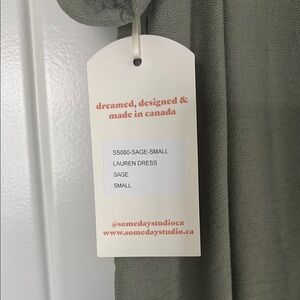 dreamed, designed &
made in canada
SS080-SAGE-SMALL
LAUREN DRESS
SAGE
SMALL
@somedaystudioca
www.somedaystudio.ca